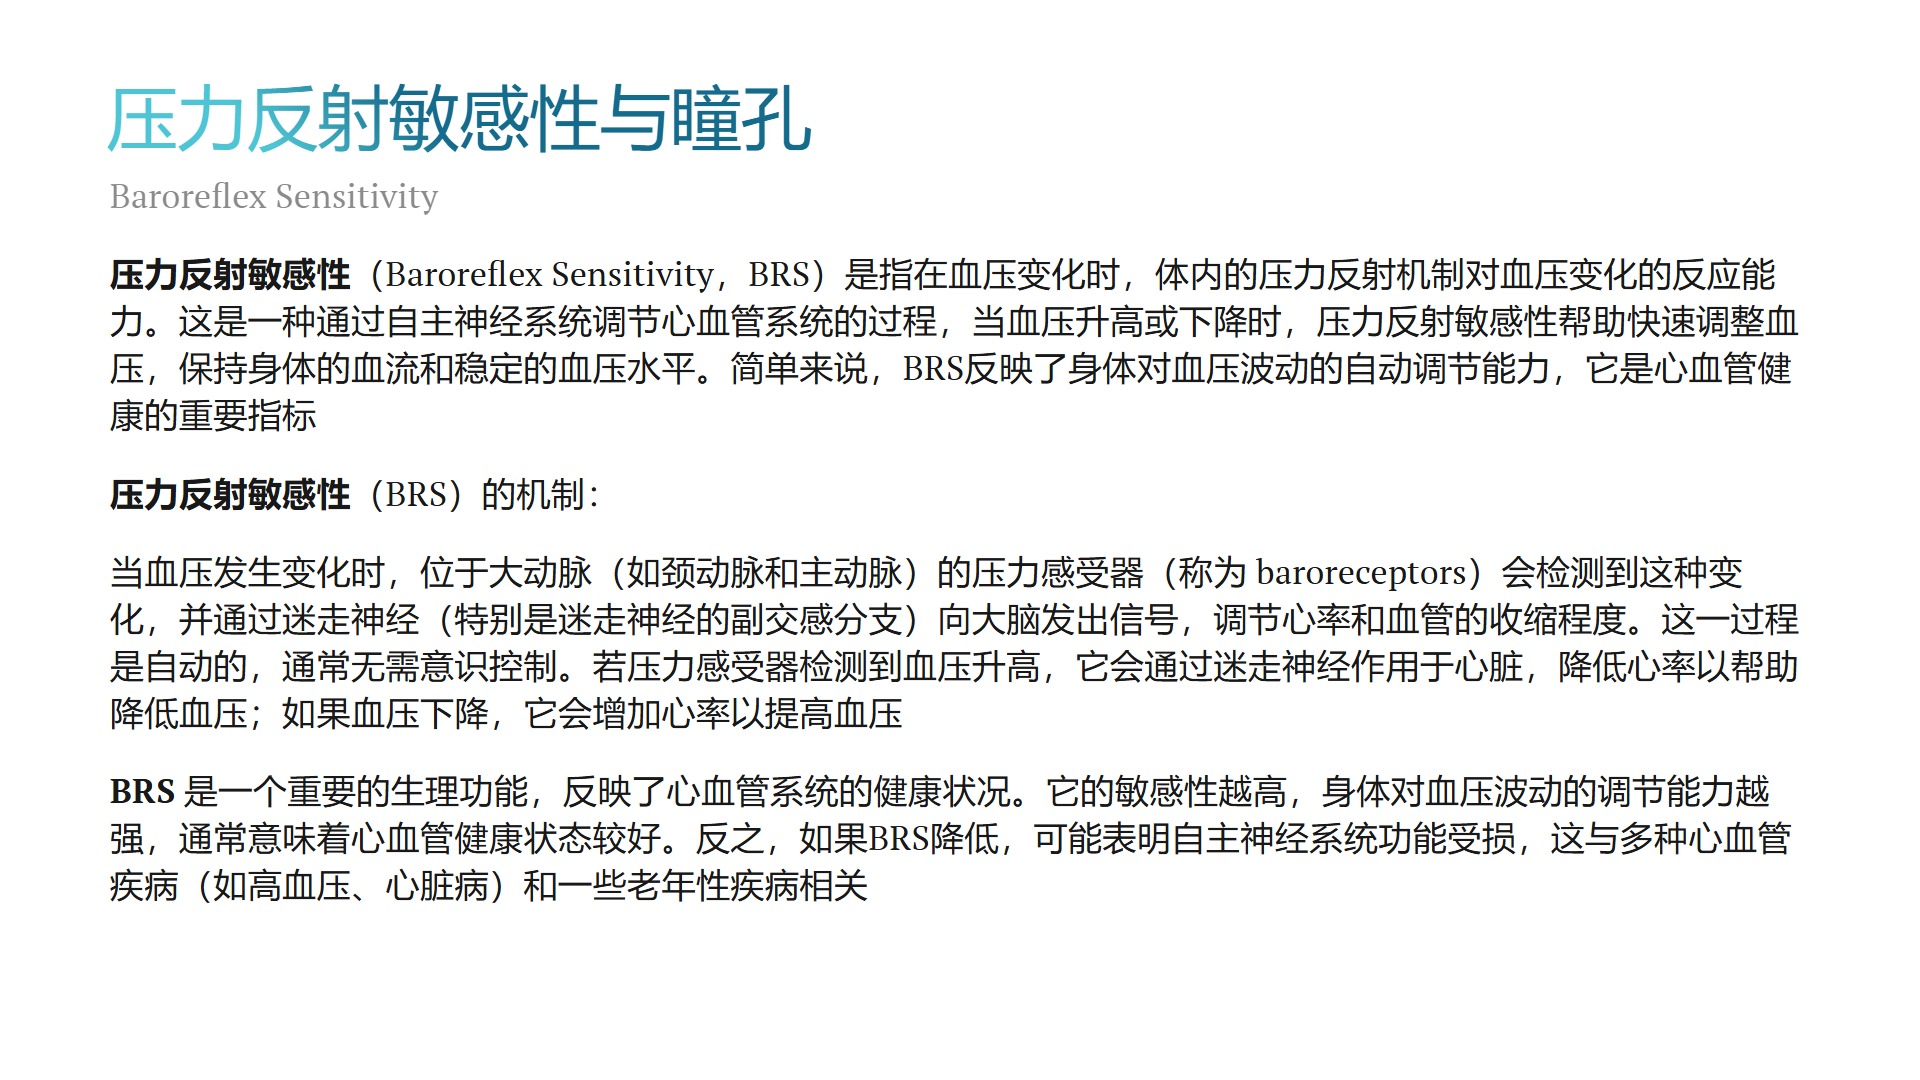 压力反射敏感性与瞳孔
Baroreflex Sensitivity
压力反射敏感性（Baroreflex Sensitivity，BRS）是指在血压变化时，体内的压力反射机制对血压变化的反应能
力。这是一种通过自主神经系统调节心血管系统的过程，当血压升高或下降时，压力反射敏感性帮助快速调整血
压，保持身体的血流和稳定的血压水平。简单来说，BRS反映了身体对血压波动的自动调节能力，它是心血管健
康的重要指标
压力反射敏感性（BRS）的机制：
当血压发生变化时，位于大动脉（如颈动脉和主动脉）的压力感受器（称为 baroreceptors）会检测到这种变
化，并通过迷走神经（特别是迷走神经的副交感分支）向大脑发出信号，调节心率和血管的收缩程度。这一过程
是自动的，通常无需意识控制。若压力感受器检测到血压升高，它会通过迷走神经作用于心脏，降低心率以帮助
降低血压；如果血压下降，它会增加心率以提高血压
BRS 是一个重要的生理功能，反映了心血管系统的健康状况。它的敏感性越高，身体对血压波动的调节能力越
强，通常意味着心血管健康状态较好。反之，如果BRS降低，可能表明自主神经系统功能受损，这与多种心血管
疾病（如高血压、心脏病）和一些老年性疾病相关